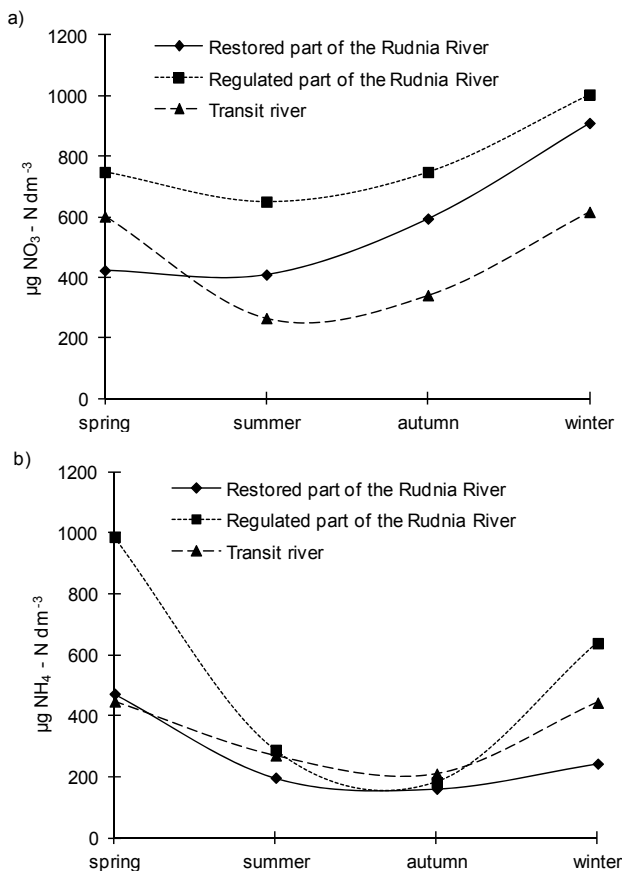 a)
1200
1000
800
600
400
200
0
µg NO₃ - N dm⁻³
Restored part of the Rudnia River
Regulated part of the Rudnia River
Transit river
spring summer autumn winter
b)
1200
1000
800
600
400
200
0
µg NH₄ - N dm⁻³
Restored part of the Rudnia River
Regulated part of the Rudnia River
Transit river
spring summer autumn winter